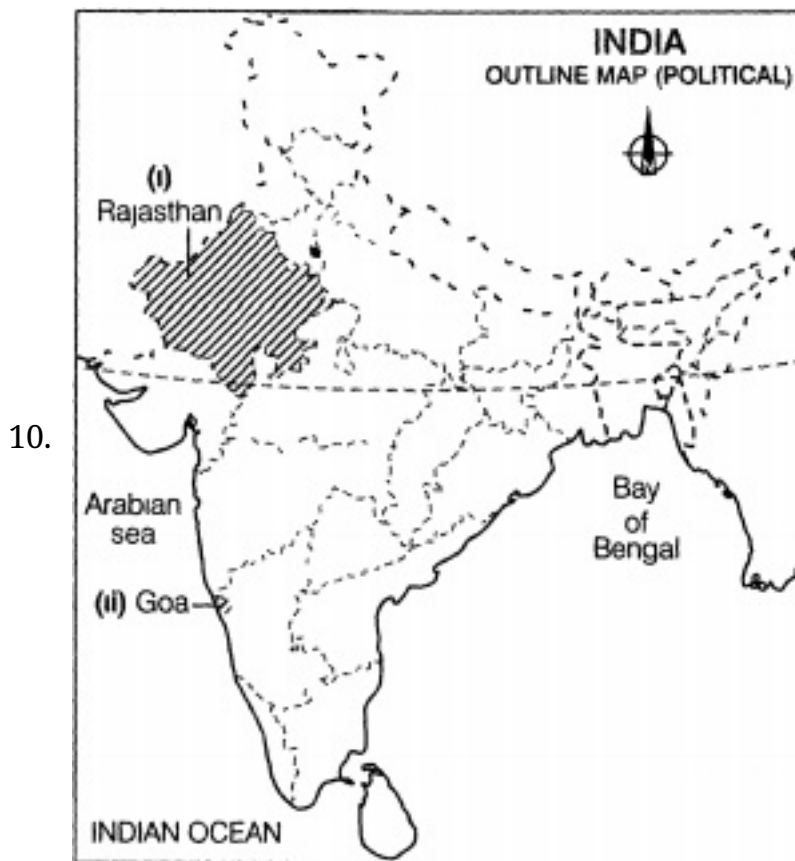 INDIA
OUTLINE MAP (POLITICAL)
(i)
Rajasthan
10.
Arabian
sea
Bay
of
Bengal
(ii) Goa
INDIAN OCEAN